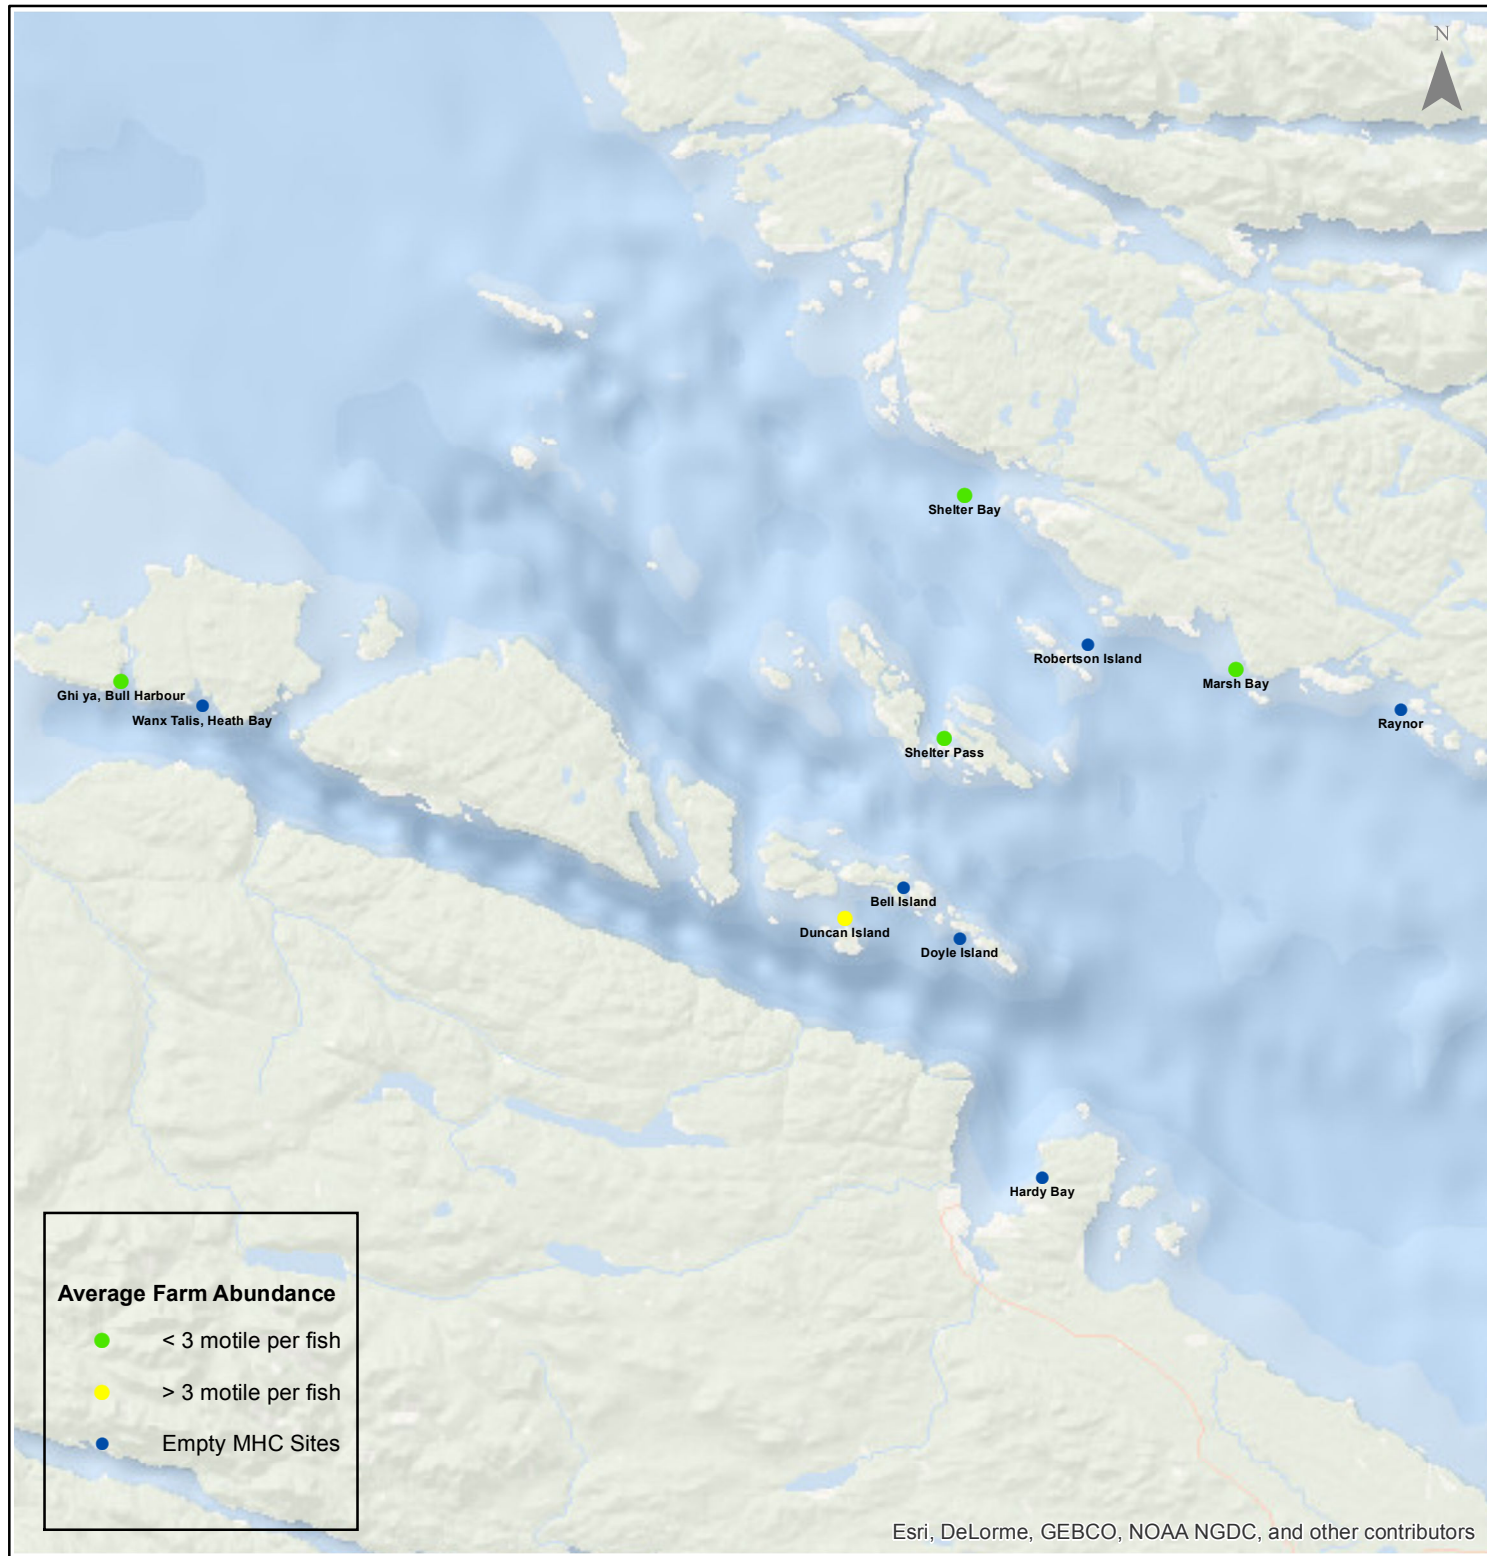 N
Shelter Bay
Robertson Island
Marsh Bay
Ghi ya, Bull Harbour
Wanx Talis, Heath Bay
Raynor
Shelter Pass
Bell Island
Duncan Island
Doyle Island
Hardy Bay
Average Farm Abundance
< 3 motile per fish
> 3 motile per fish
Empty MHC Sites
Esri, DeLorme, GEBCO, NOAA NGDC, and other contributors